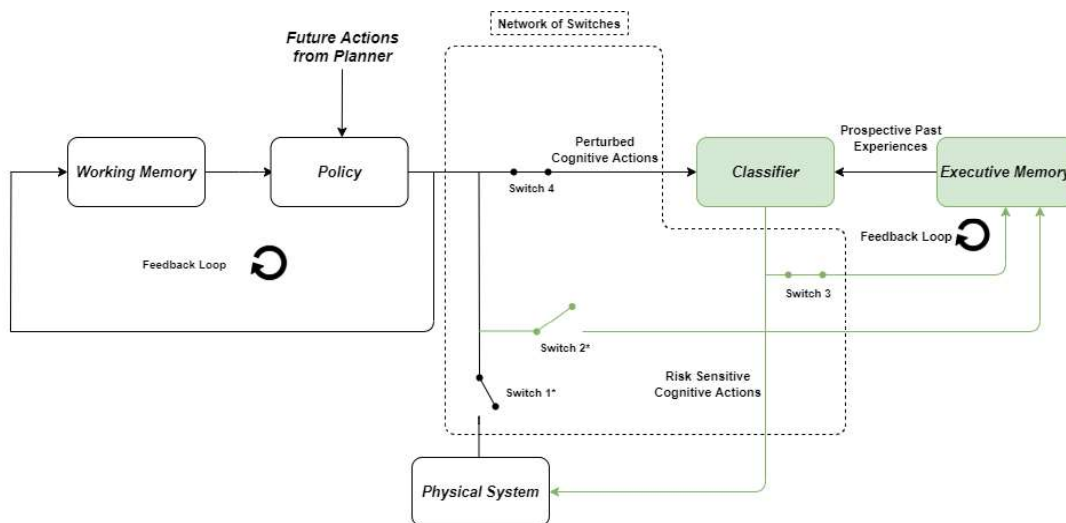 Network of Switches
Future Actions
from Planner
Working Memory
Policy
Perturbed
Cognitive Actions
Switch 4
Classifier
Prospective Past
Experiences
Executive Memory
Feedback Loop
Feedback Loop
Switch 3
Switch 2*
Switch 1*
Risk Sensitive
Cognitive Actions
Physical System